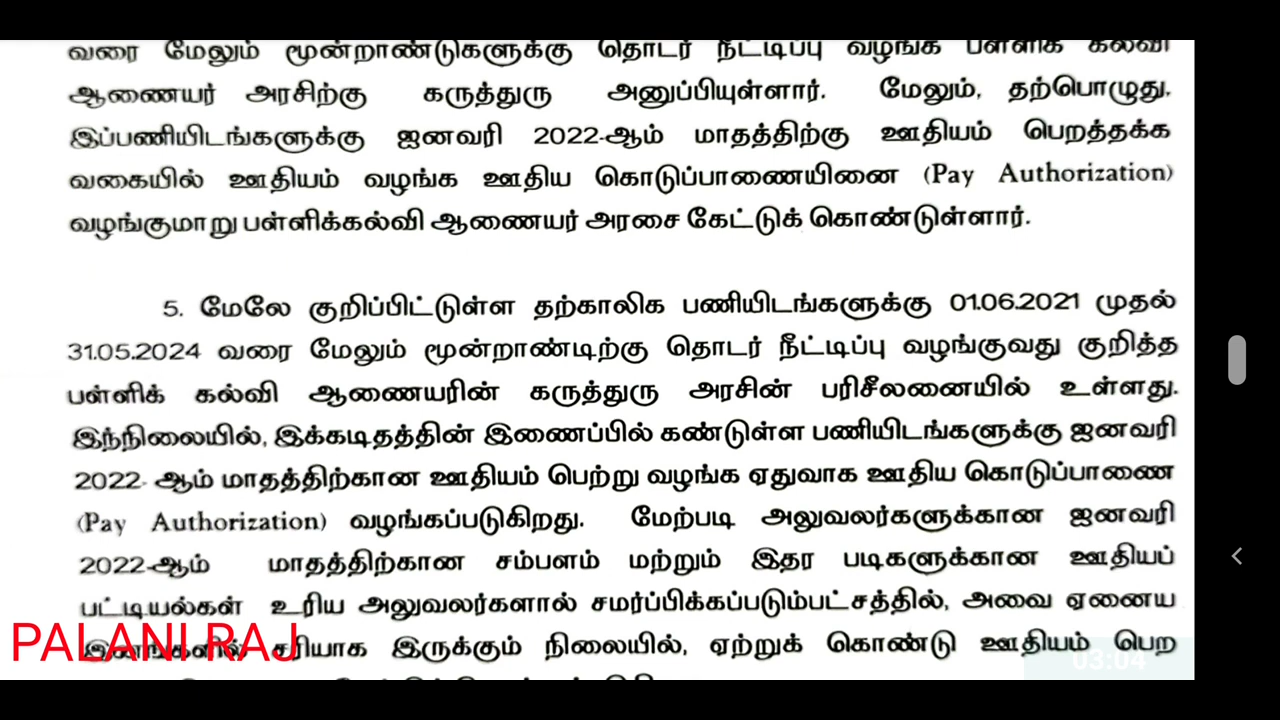 வரை மேலும் மூன்றாண்டுகளுக்கு தொடர் நீட்டிப்பு வழங்க பள்ளிக் கல்வி
ஆணையர் அரசிற்கு கருத்துரு அனுப்பியுள்ளார். மேலும், தற்பொழுது,
இப்பணியிடங்களுக்கு ஜனவரி 2022-ஆம் மாதத்திற்கு ஊதியம் பெறத்தக்க
வகையில் ஊதியம் வழங்க ஊதிய கொடுப்பாணையினை (Pay Authorization)
வழங்குமாறு பள்ளிக்கல்வி ஆணையர் அரசை கேட்டுக் கொண்டுள்ளார்.
5. மேலே குறிப்பிட்டுள்ள தற்காலிக பணியிடங்களுக்கு 01.06.2021 முதல்
31.05.2024 வரை மேலும் மூன்றாண்டிற்கு தொடர் நீட்டிப்பு வழங்குவது குறித்த
பள்ளிக் கல்வி ஆணையரின் கருத்துரு அரசின் பரிசீலனையில் உள்ளது.
இந்நிலையில், இக்கடிதத்தின் இணைப்பில் கண்டுள்ள பணியிடங்களுக்கு ஜனவரி
2022- ஆம் மாதத்திற்கான ஊதியம் பெற்று வழங்க ஏதுவாக ஊதிய கொடுப்பாணை
(Pay Authorization) வழங்கப்படுகிறது. மேற்படி அலுவலர்களுக்கான ஜனவரி
2022-ஆம் மாதத்திற்கான சம்பளம் மற்றும் இதர படிகளுக்கான ஊதியப்
பட்டியல்கள் உரிய அலுவலர்களால் சமர்ப்பிக்கப்படும்பட்சத்தில், அவை ஏனைய
சரியாக இருக்கும் நிலையில், ஏற்றுக் கொண்டு ஊதியம் பெற
PALANI RAJ
03:04